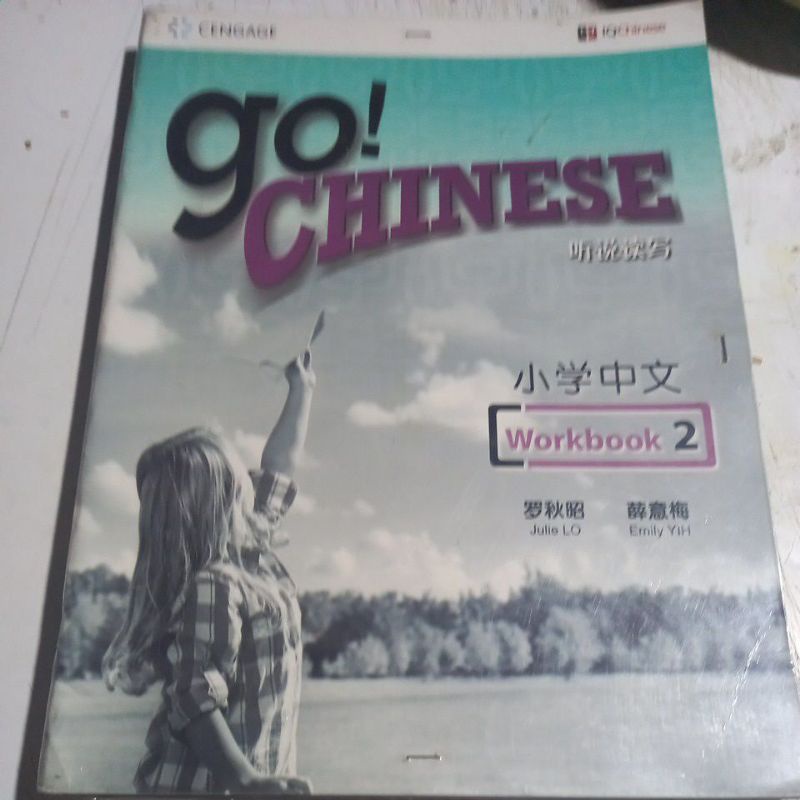 CENGAGE
IQChinese
go!
CHINESE
听说读写
小学中文
Workbook 2
罗秋昭 薛意梅
Julie LO Emily YIH